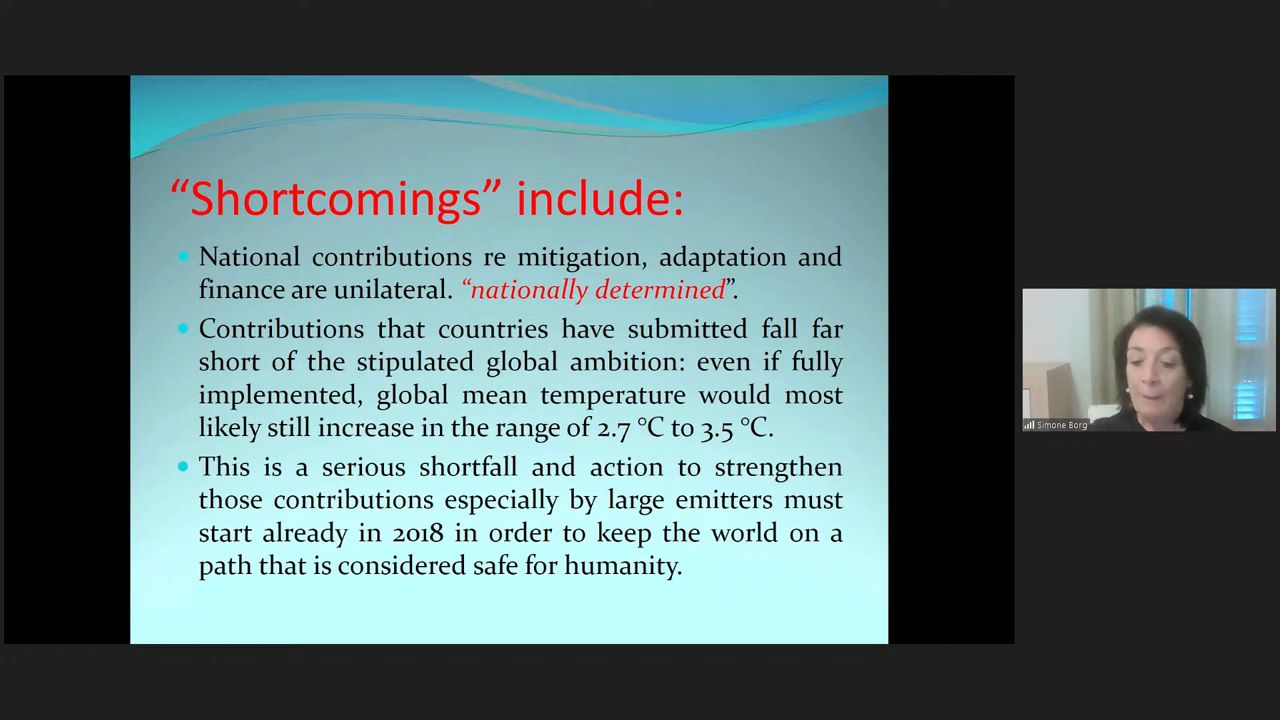 “Shortcomings” include:
National contributions re mitigation, adaptation and
finance are unilateral. “nationally determined”.
Contributions that countries have submitted fall far
short of the stipulated global ambition: even if fully
implemented, global mean temperature would most
likely still increase in the range of 2.7 °C to 3.5 °C.
This is a serious shortfall and action to strengthen
those contributions especially by large emitters must
start already in 2018 in order to keep the world on a
path that is considered safe for humanity.
Simone Borg